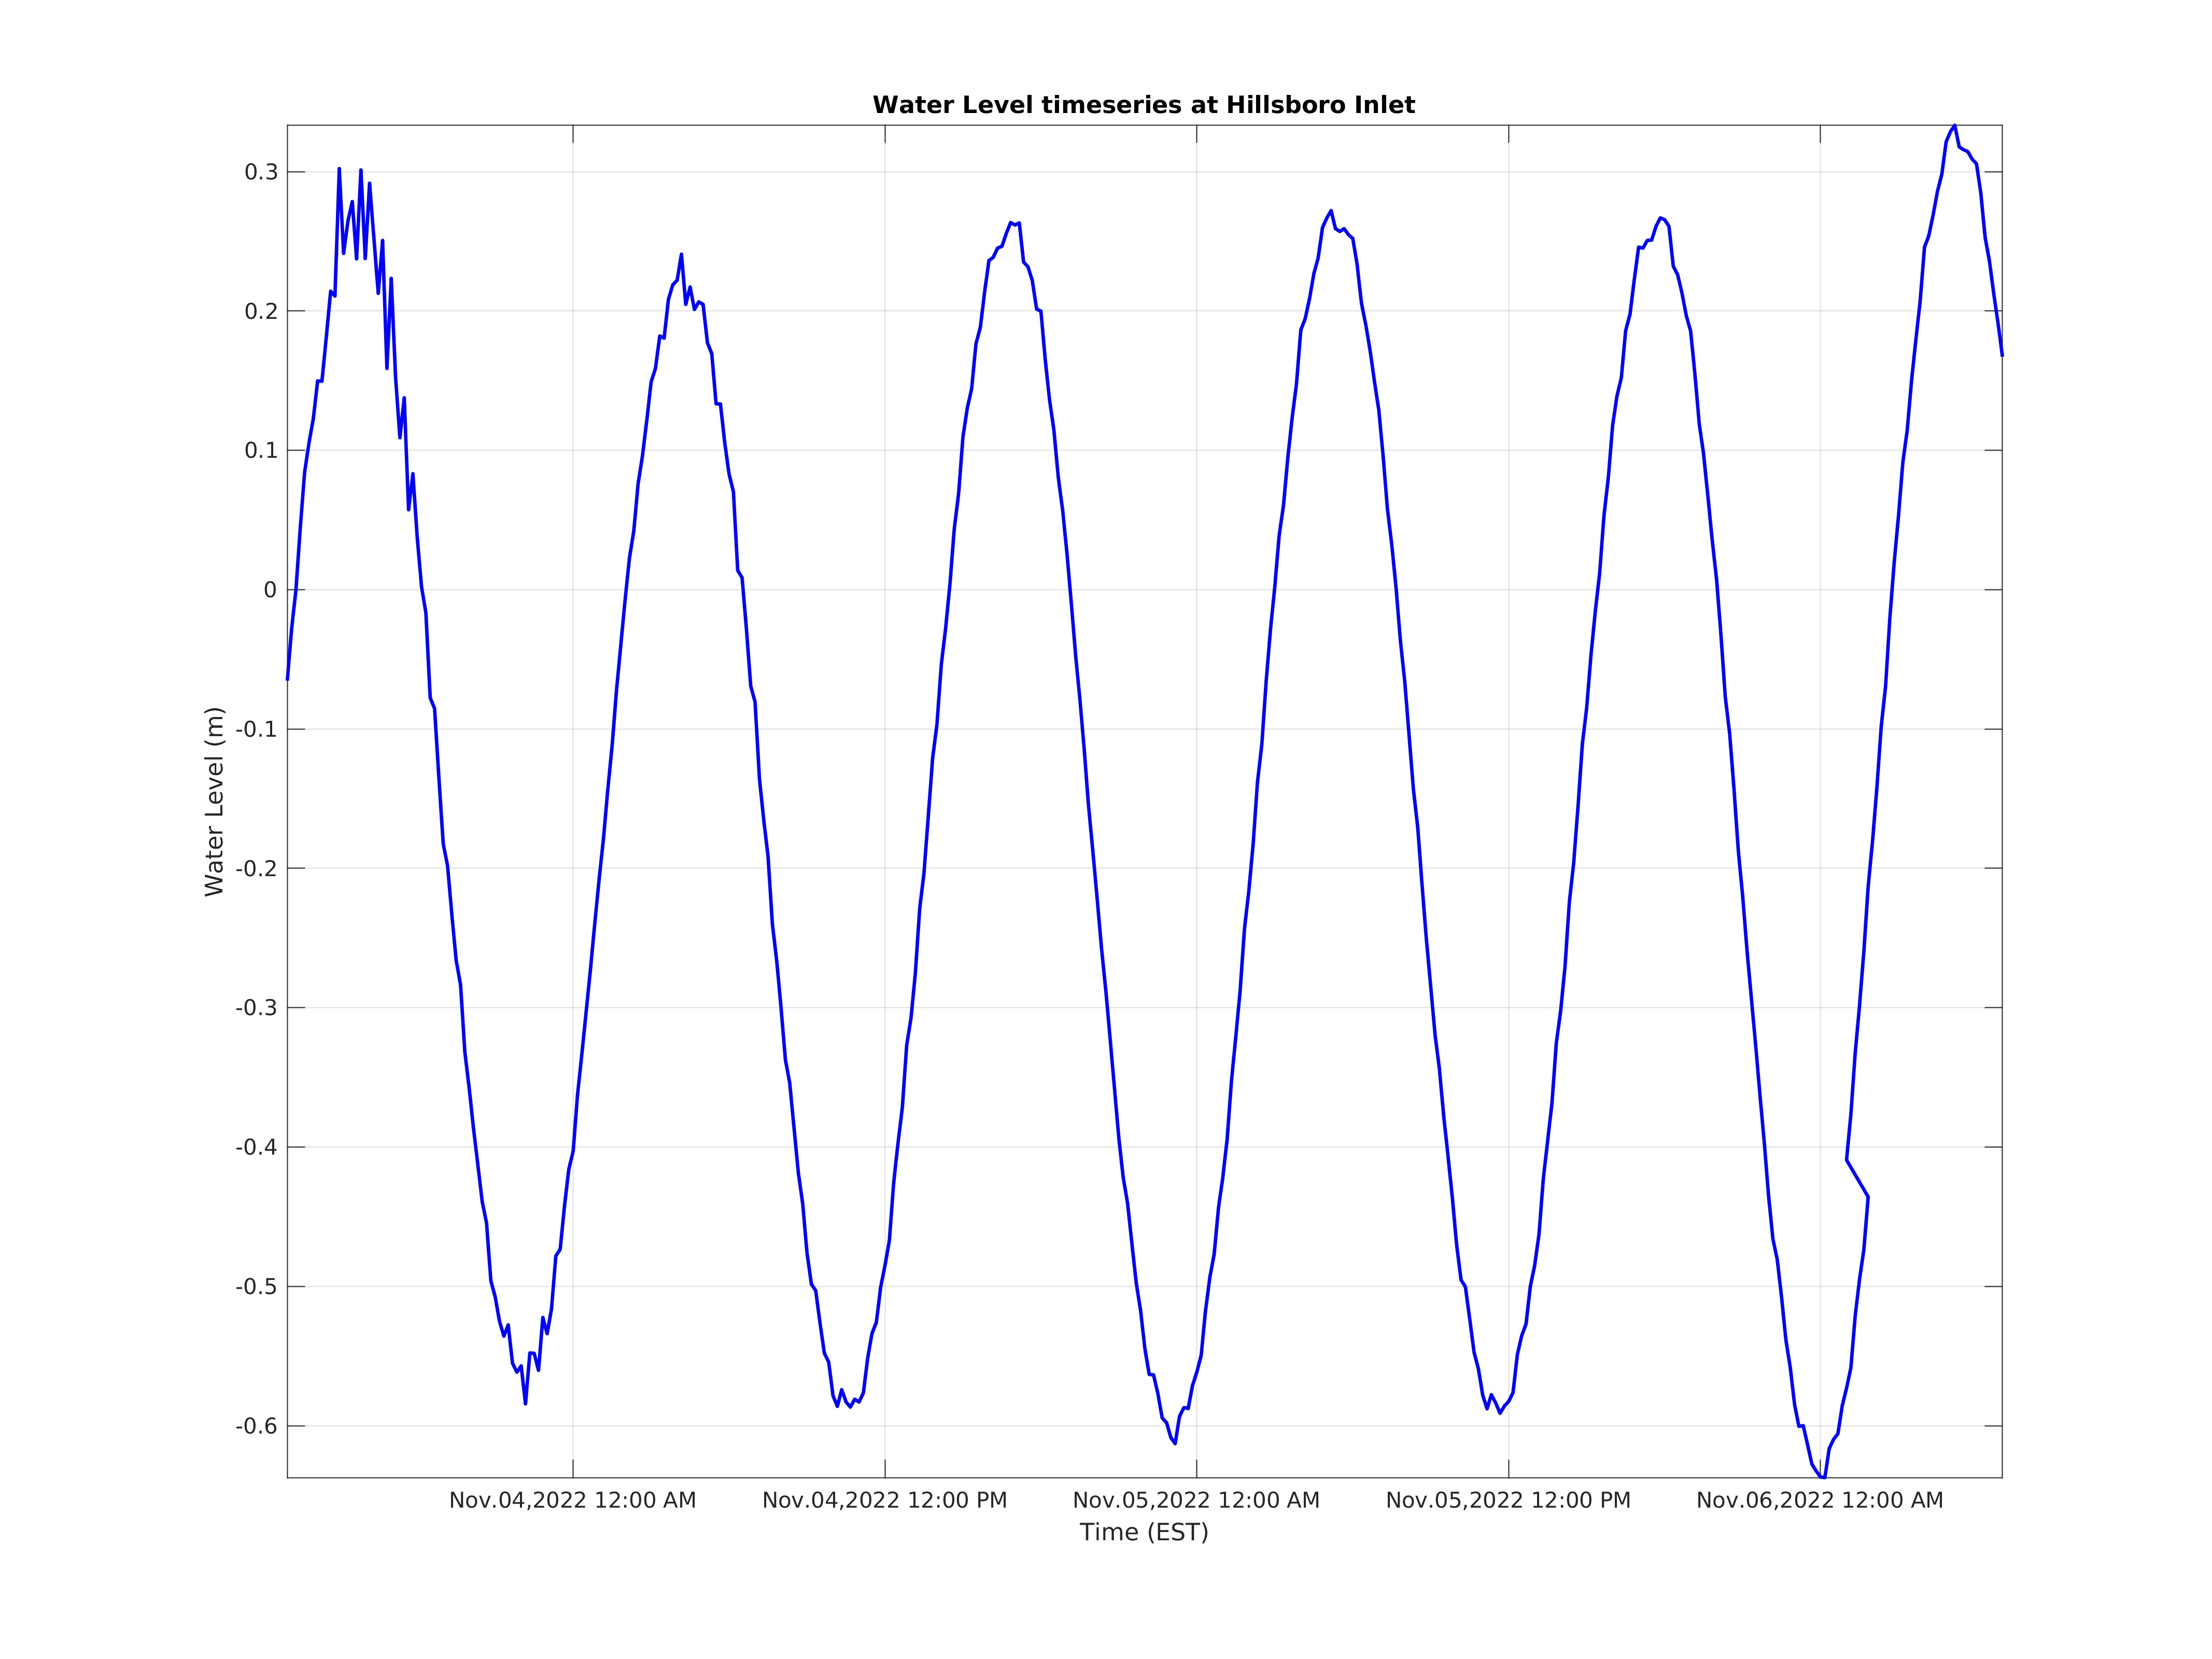 Water Level timeseries at Hillsboro Inlet
0.3
0.2
0.1
0
-0.1
-0.2
-0.3
-0.4
-0.5
-0.6
Water Level (m)
Nov.04,2022 12:00 AM
Nov.04,2022 12:00 PM
Nov.05,2022 12:00 AM
Nov.05,2022 12:00 PM
Nov.06,2022 12:00 AM
Time (EST)